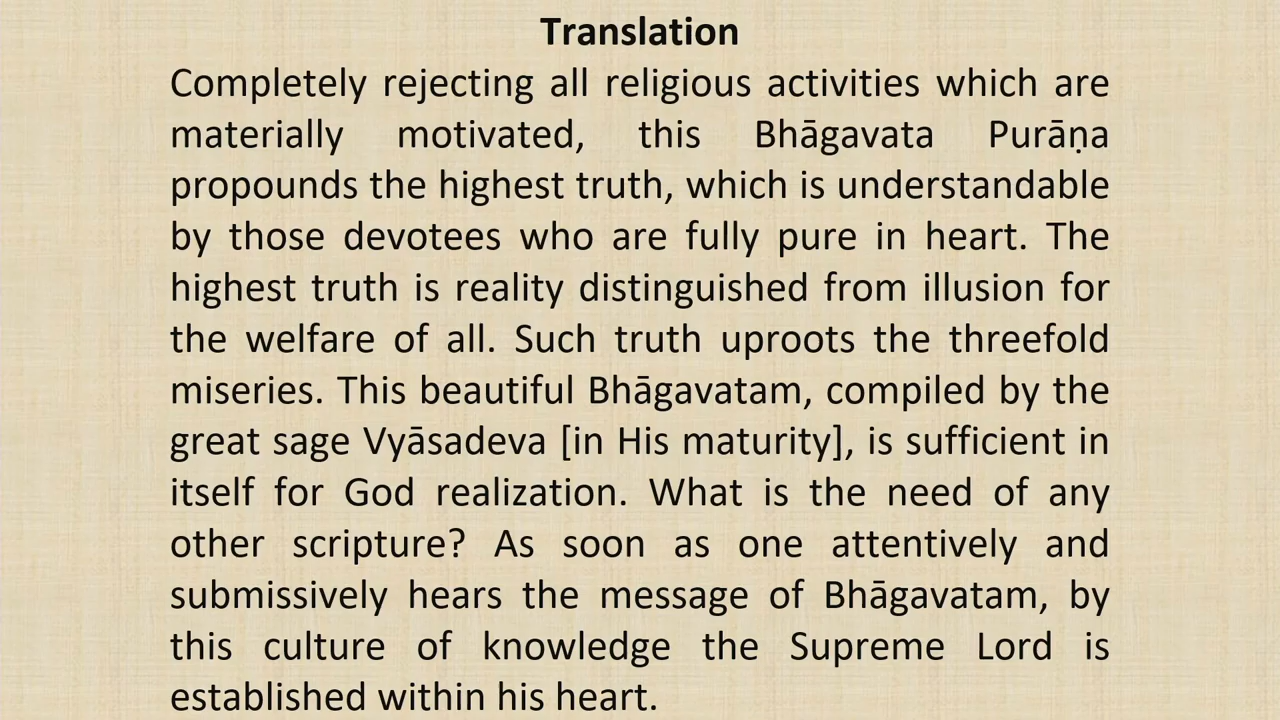 Translation
Completely rejecting all religious activities which are
materially motivated, this Bhāgavata Purāṇa
propounds the highest truth, which is understandable
by those devotees who are fully pure in heart. The
highest truth is reality distinguished from illusion for
the welfare of all. Such truth uproots the threefold
miseries. This beautiful Bhāgavatam, compiled by the
great sage Vyāsadeva [in His maturity], is sufficient in
itself for God realization. What is the need of any
other scripture? As soon as one attentively and
submissively hears the message of Bhāgavatam, by
this culture of knowledge the Supreme Lord is
established within his heart.